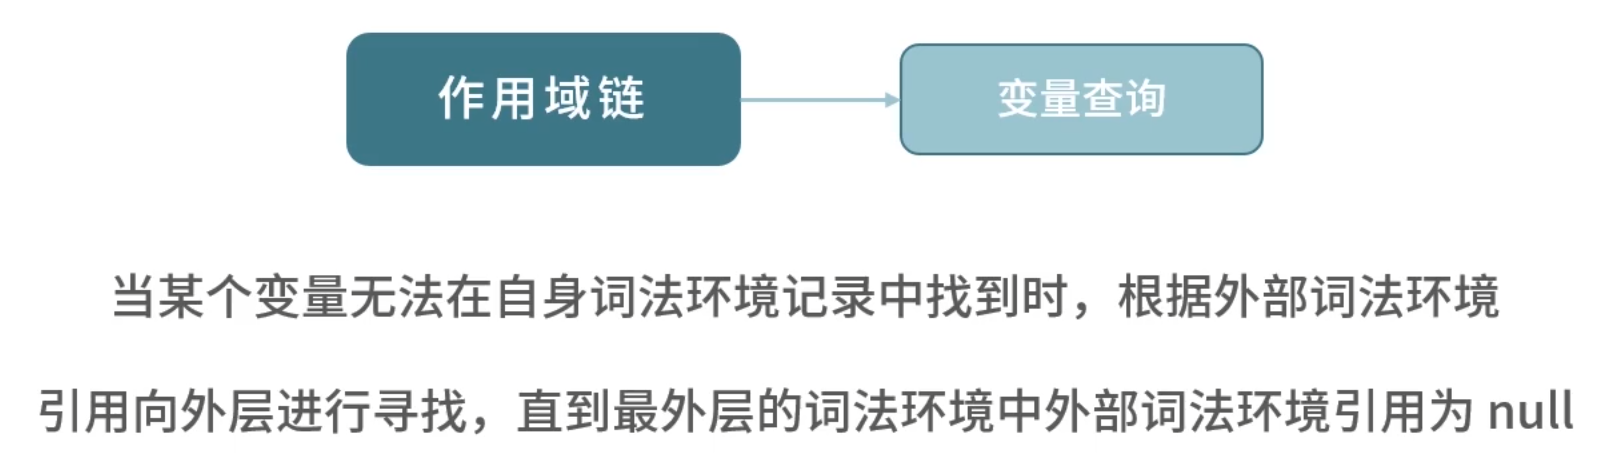 作用域链
变量查询
当某个变量无法在自身词法环境记录中找到时，根据外部词法环境
引用向外层进行寻找，直到最外层的词法环境中外部词法环境引用为 null